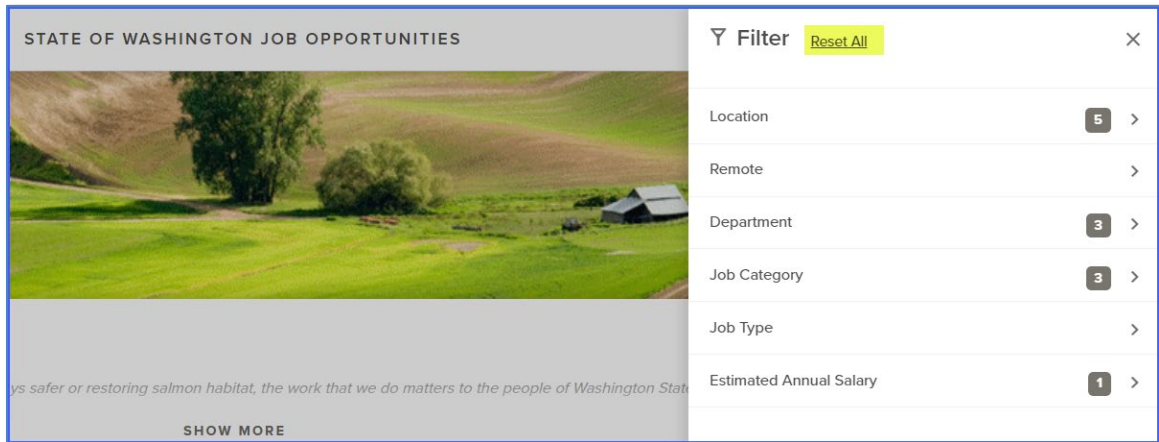 STATE OF WASHINGTON JOB OPPORTUNITIES
Filter Reset All
Location 5
Remote
Department 3
Job Category 3
Job Type
Estimated Annual Salary 1
ys safer or restoring salmon habitat, the work that we do matters to the people of Washington State
SHOW MORE